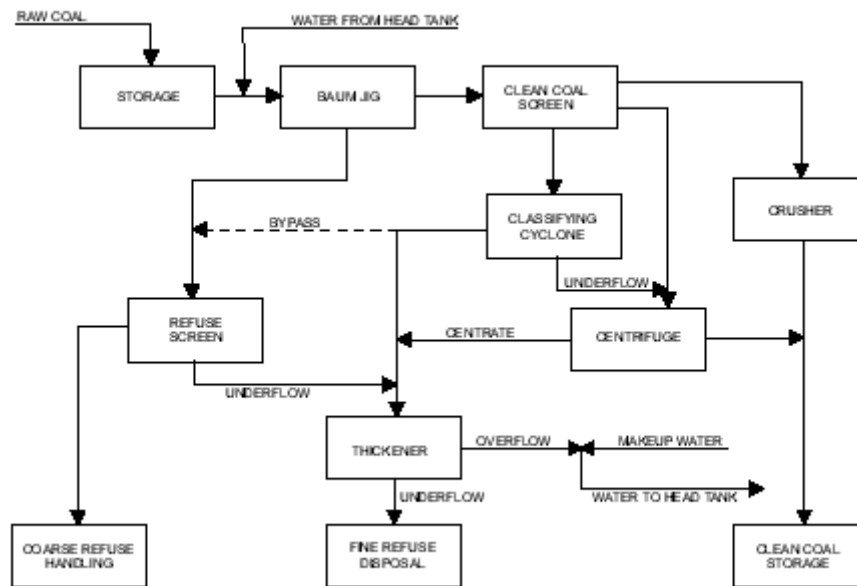 RAW COAL
WATER FROM HEAD TANK
STORAGE
BAUM JIG
CLEAN COAL
SCREEN
CRUSHER
BYPASS
CLASSIFYING
CYCLONE
UNDERFLOW
REFUSE
SCREEN
CENTRATE
CENTRIFUGE
UNDERFLOW
THICKENER
OVERFLOW
MAKEUP WATER
UNDERFLOW
WATER TO HEAD TANK
COARSE REFUSE
HANDLING
FINE REFUSE
DISPOSAL
CLEAN COAL
STORAGE